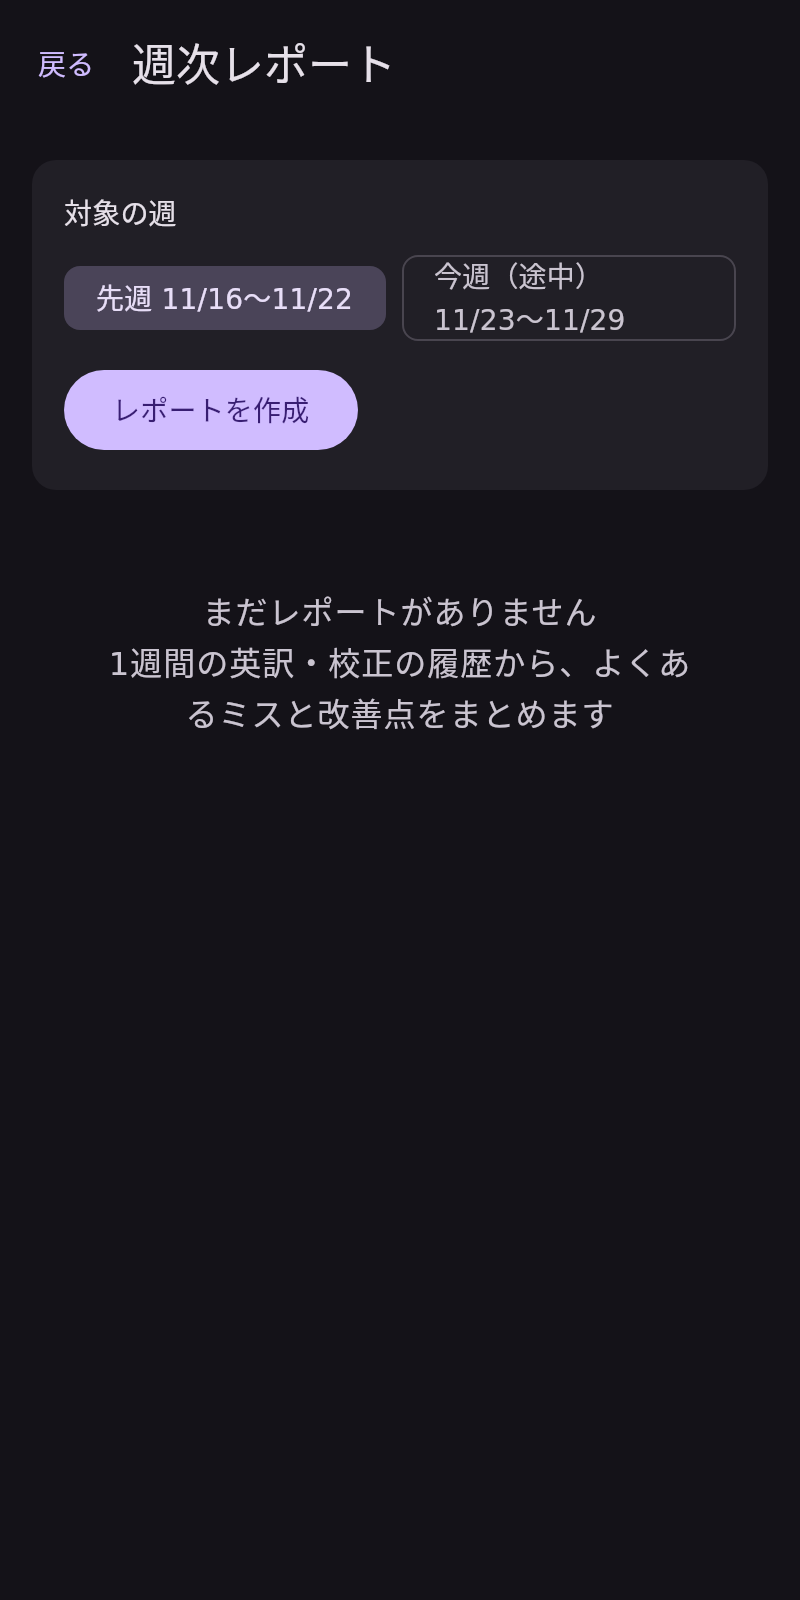 戻る
週次レポート
対象の週
先週 11/16〜11/22
今週（途中）
11/23〜11/29
レポートを作成
まだレポートがありません
1週間の英訳・校正の履歴から、よくあ
るミスと改善点をまとめます